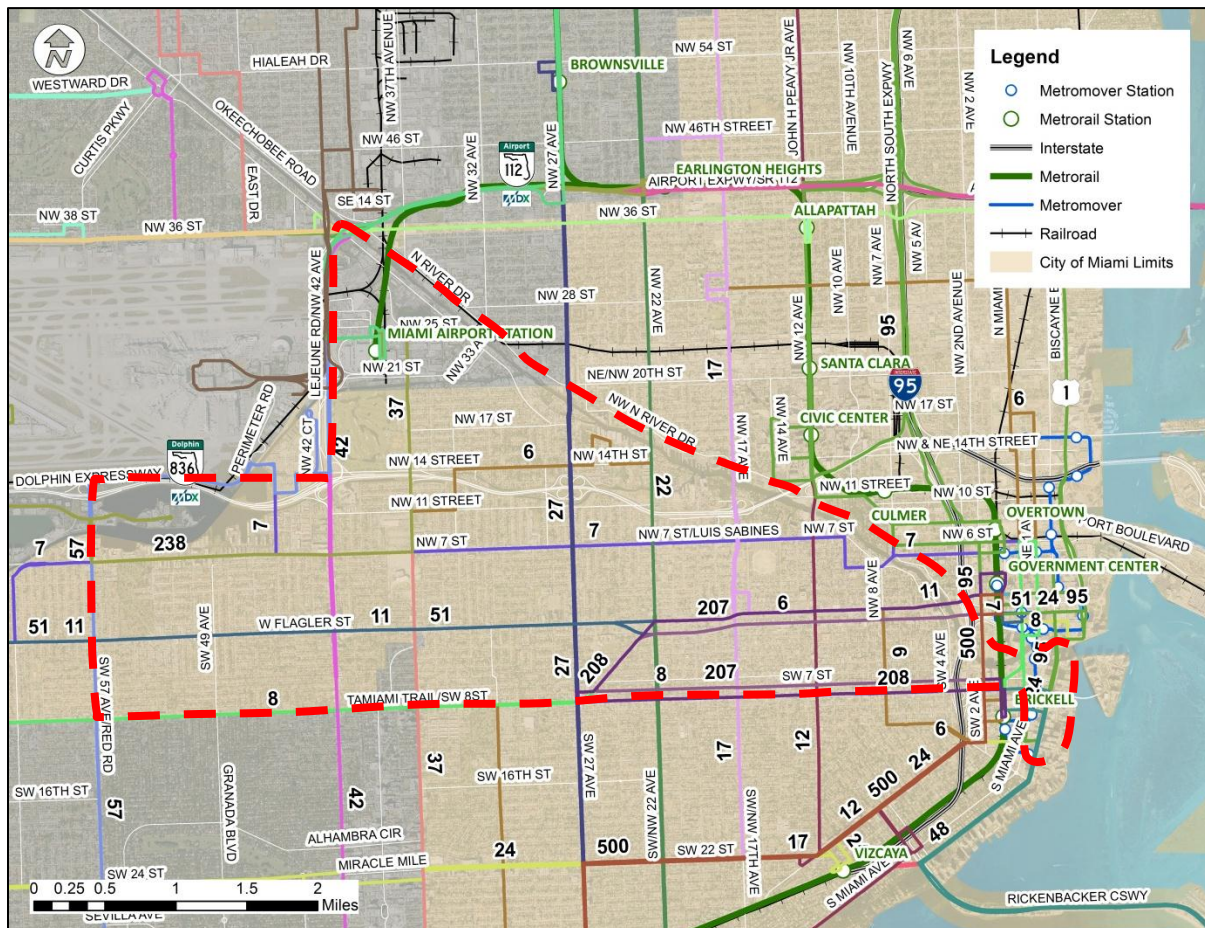 N
WESTWARD DR
CURTIS PKWY
HIALEAH DR
OKEECHOBEE ROAD
EAST DR
NW 38 ST
NW 36 ST
SE 14 ST
NW 37TH AVENUE
NW 46 ST
NW 32 AVE
Airport
112
MDX
BROWNSVILLE
NW 27 AVE
NW 54 ST
NW 46TH STREET
JOHN H PEAVY JR AVE
NW 10TH AVENUE
NORTH SOUTH EXPWY
NW 6 AVE
NW 2 AVE
EARLINGTON HEIGHTS
AIRPORT EXPWY/SR 112
NW 36 ST
ALLAPATTAH
NW 7 AVE
NW 5 AV
Legend
Metromover Station
Metrorail Station
Interstate
Metrorail
Metromover
Railroad
City of Miami Limits
LEJEUNE RD/NW 42 AVE
N RIVER DR
NW 25 ST
MIAMI AIRPORT STATION
NW 21 ST
NW 33 A
NW 28 ST
NW 22 AVE
NE/NW 20TH ST
17
NW 12 AVE
NW 10 AVE
95
SANTA CLARA
INTERSTATE
95
NW 2ND AVENUE
N MIAMI
BISCAYNE B
1
6
PERIMETER RD
NW 42 CT
42
37
NW 17 ST
NW 14 STREET
6
NW 14TH ST
NW N RIVER DR
NW 17 AVE
NW 14 AVE
CIVIC CENTER
NW 17 ST
NW & NE 14TH STREET
Dolphin
836
MDX
DOLPHIN EXPRESSWAY
NW 11 STREET
27
22
NW 11 STREET
NW 10 ST
CULMER
OVERTOWN
PORT BOULEVARD
7
57
238
7
NW 7 ST
7
NW 7 ST/LUIS SABINES
NW 7 ST
7
NW 6 ST
NE 1 AVE
GOVERNMENT CENTER
NW 8 AVE
11
95
7
51
24
95
8
51
11
SW 49 AVE
W FLAGLER ST
11
51
207
6
9
SW 4 AVE
500
95
27
208
8
207
SW 7 ST
208
SW 2 AVE
24
BRICKELL
8
TAMIAMI TRAIL/SW 8ST
SW 57 AVE/RED RD
57
SW 16TH ST
GRANADA BLVD
42
37
SW 16TH ST
SW 27 AVE
SW/NW 22 AVE
17
SW/NW 17TH AVE
12
6
24
500
12
S MIAMI AVE
ALHAMBRA CIR
MIRACLE MILE
SW 24 ST
24
500
SW 22 ST
17
2
VIZCAYA
48
S MIAMI AVE
RICKENBACKER CSWY
0 0.25 0.5 1 1.5 2
Miles
SEVILLA AVE